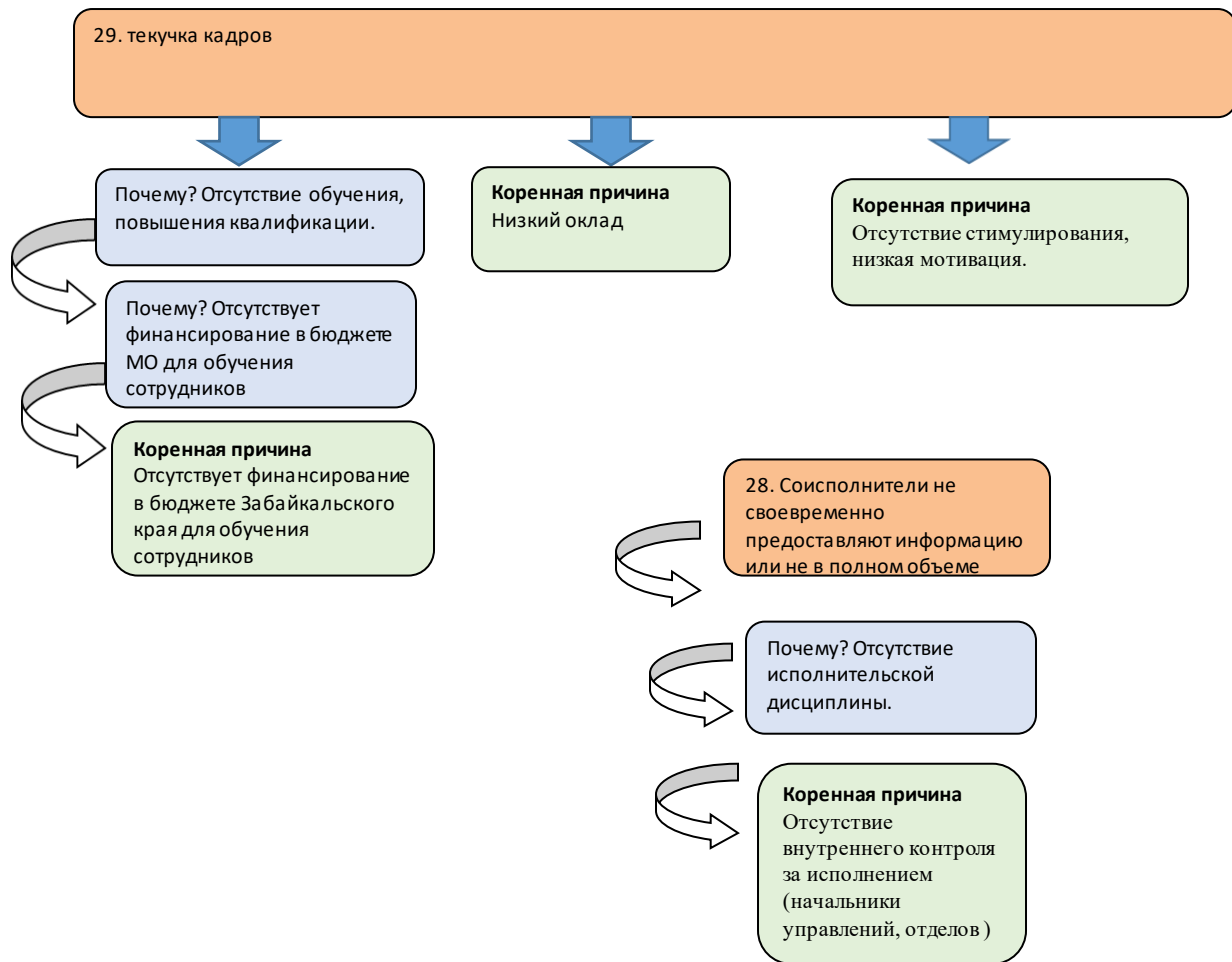 29. текучка кадров
Почему? Отсутствие обучения,
повышения квалификации.
Почему? Отсутствует
финансирование в бюджете
МО для обучения
сотрудников
Коренная причина
Отсутствует финансирование
в бюджете Забайкальского
края для обучения
сотрудников
Коренная причина
Низкий оклад
Коренная причина
Отсутствие стимулирования,
низкая мотивация.
28. Соисполнители не
своевременно
предоставляют информацию
или не в полном объеме
Почему? Отсутствие
исполнительской
дисциплины.
Коренная причина
Отсутствие
внутреннего контроля
за исполнением
(начальники
управлений, отделов )